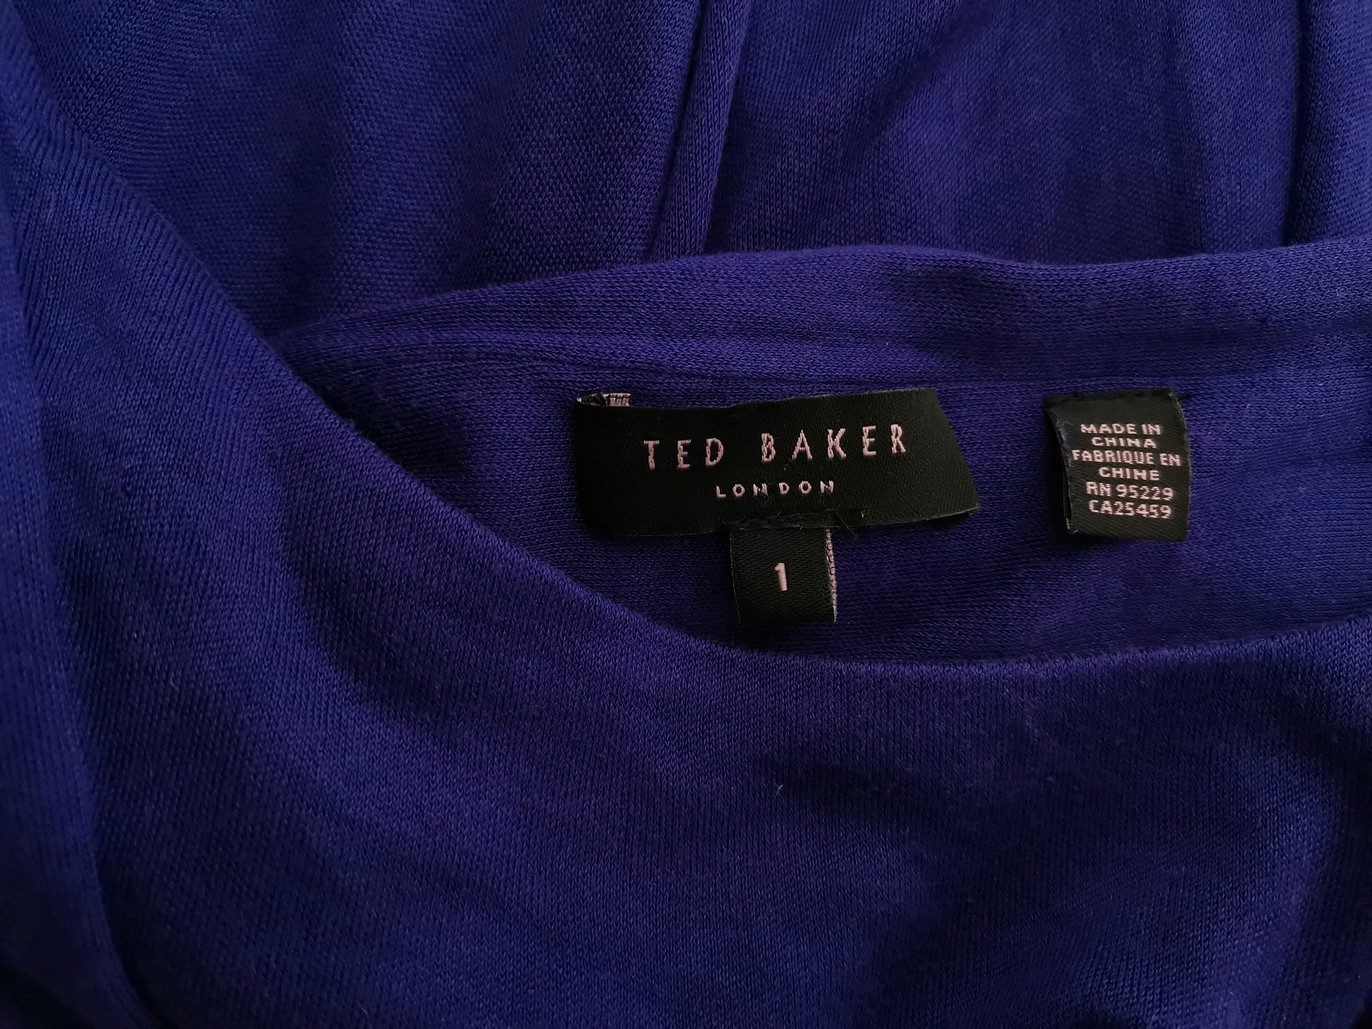 TED BAKER
LONDON
1
MADE IN
CHINA
FABRIQUE EN
CHINE
RN 95229
CA25459